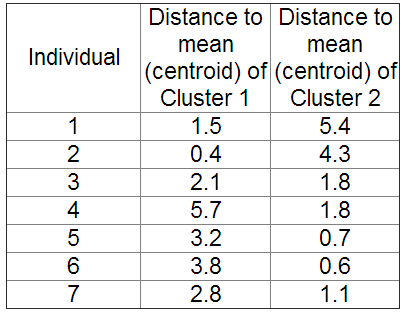 Individual Distance to mean (centroid) of Cluster 1 Distance to mean (centroid) of Cluster 2
1 1.5 5.4
2 0.4 4.3
3 2.1 1.8
4 5.7 1.8
5 3.2 0.7
6 3.8 0.6
7 2.8 1.1